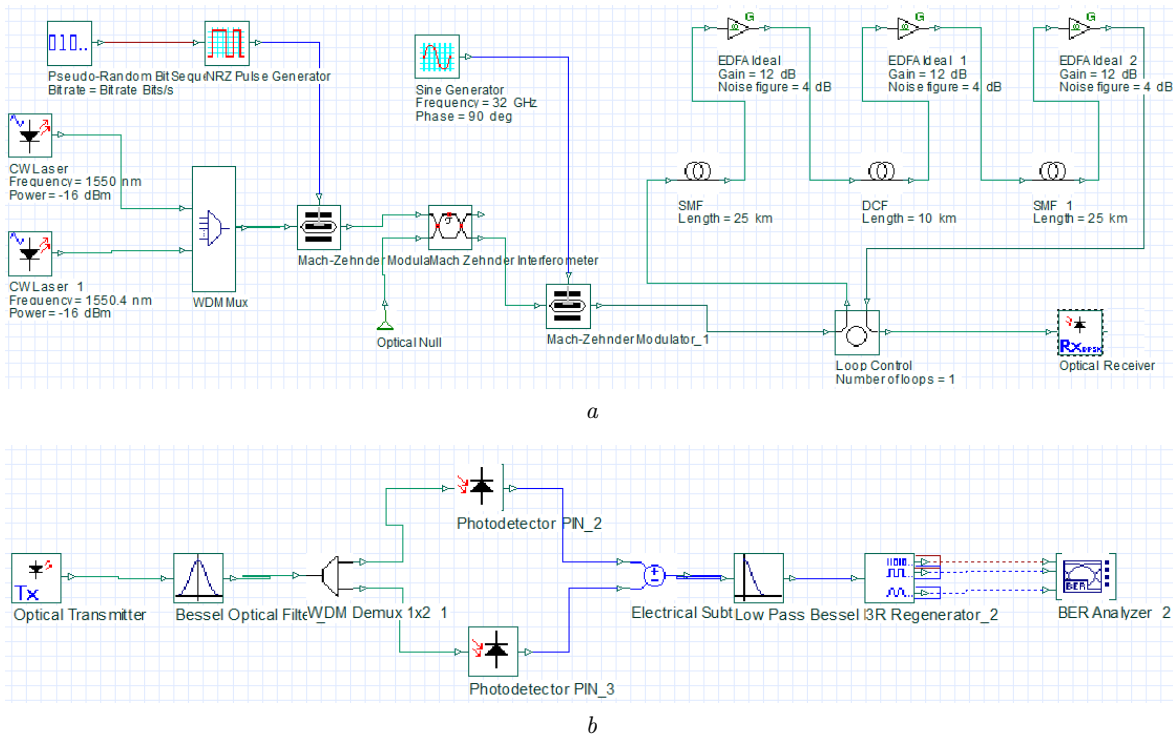 010..
Pseudo-Random BitSequ
NRZ Pulse Generator
Bitrate = Bitrate Bits/s
Sine Generator
Frequency = 32 GHz
Phase = 90 deg
G
EDFA Ideal
Gain = 12 dB
Noise figure = 4 dB
G
EDFA Ideal 1
Gain = 12 dB
Noise figure = 4 dB
G
EDFA Ideal 2
Gain = 12 dB
Noise figure = 4 dB
CW Laser
Frequency = 1550 nm
Power = -16 dBm
CW Laser 1
Frequency = 1550.4 nm
Power = -16 dBm
WDM Mux
Mach-Zehnder Modula
Mach Zehnder Interferometer
Optical Null
Mach-Zehnder Modulator_1
SMF
Length = 25 km
DCF
Length = 10 km
SMF 1
Length = 25 km
Loop Control
Number of loops = 1
Rx DPSK
Optical Receiver
a
Tx
Optical Transmitter
Bessel Optical Filte
WDM Demux 1x2 1
Photodetector PIN_2
Photodetector PIN_3
Electrical Subt
Low Pass Bessel
3R Regenerator_2
BER
BER Analyzer 2
b